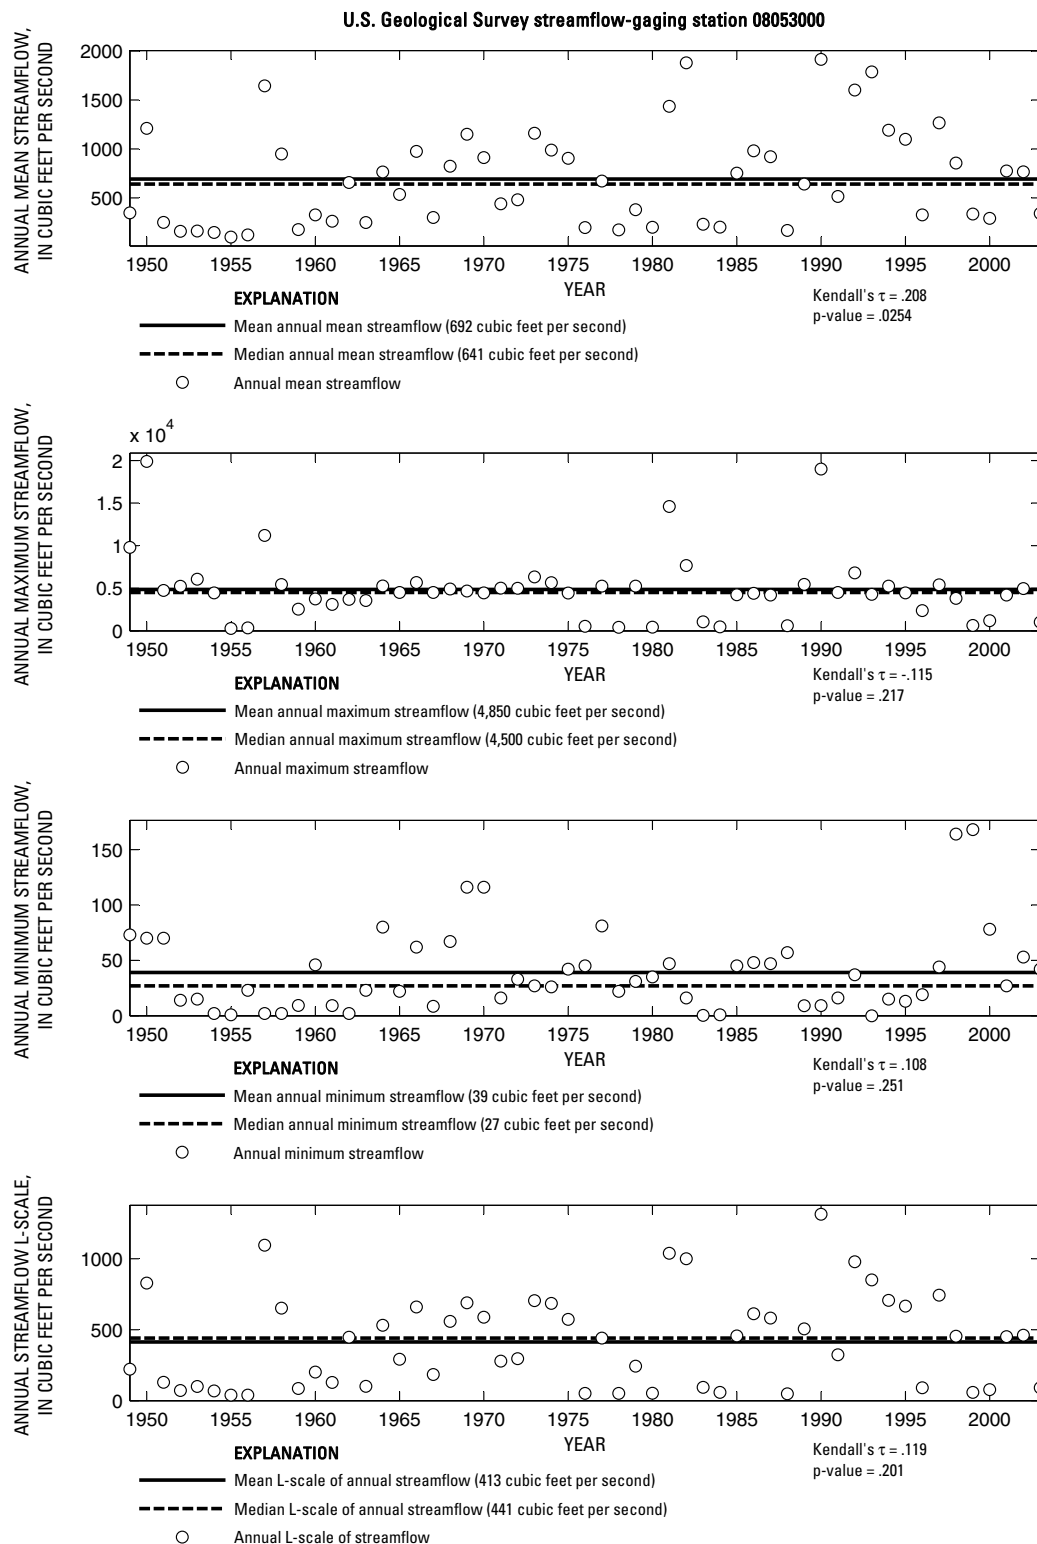 U.S. Geological Survey streamflow-gaging station 08053000
ANNUAL MEAN STREAMFLOW,
IN CUBIC FEET PER SECOND
2000
1500
1000
500
1950 1955 1960 1965 1970 1975 1980 1985 1990 1995 2000
YEAR
EXPLANATION
Mean annual mean streamflow (692 cubic feet per second)
Median annual mean streamflow (641 cubic feet per second)
Annual mean streamflow
Kendall's τ = .208
p-value = .0254
ANNUAL MAXIMUM STREAMFLOW,
IN CUBIC FEET PER SECOND
x 10^4
2
1.5
1
0.5
0
1950 1955 1960 1965 1970 1975 1980 1985 1990 1995 2000
YEAR
EXPLANATION
Mean annual maximum streamflow (4,850 cubic feet per second)
Median annual maximum streamflow (4,500 cubic feet per second)
Annual maximum streamflow
Kendall's τ = -.115
p-value = .217
ANNUAL MINIMUM STREAMFLOW,
IN CUBIC FEET PER SECOND
150
100
50
0
1950 1955 1960 1965 1970 1975 1980 1985 1990 1995 2000
YEAR
EXPLANATION
Mean annual minimum streamflow (39 cubic feet per second)
Median annual minimum streamflow (27 cubic feet per second)
Annual minimum streamflow
Kendall's τ = .108
p-value = .251
ANNUAL STREAMFLOW L-SCALE,
IN CUBIC FEET PER SECOND
1000
500
0
1950 1955 1960 1965 1970 1975 1980 1985 1990 1995 2000
YEAR
EXPLANATION
Mean L-scale of annual streamflow (413 cubic feet per second)
Median L-scale of annual streamflow (441 cubic feet per second)
Annual L-scale of streamflow
Kendall's τ = .119
p-value = .201